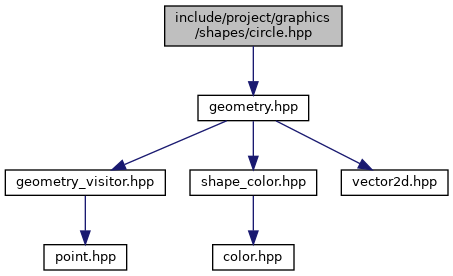 include/project/graphics
/shapes/circle.hpp
geometry.hpp
geometry_visitor.hpp
shape_color.hpp
vector2d.hpp
point.hpp
color.hpp